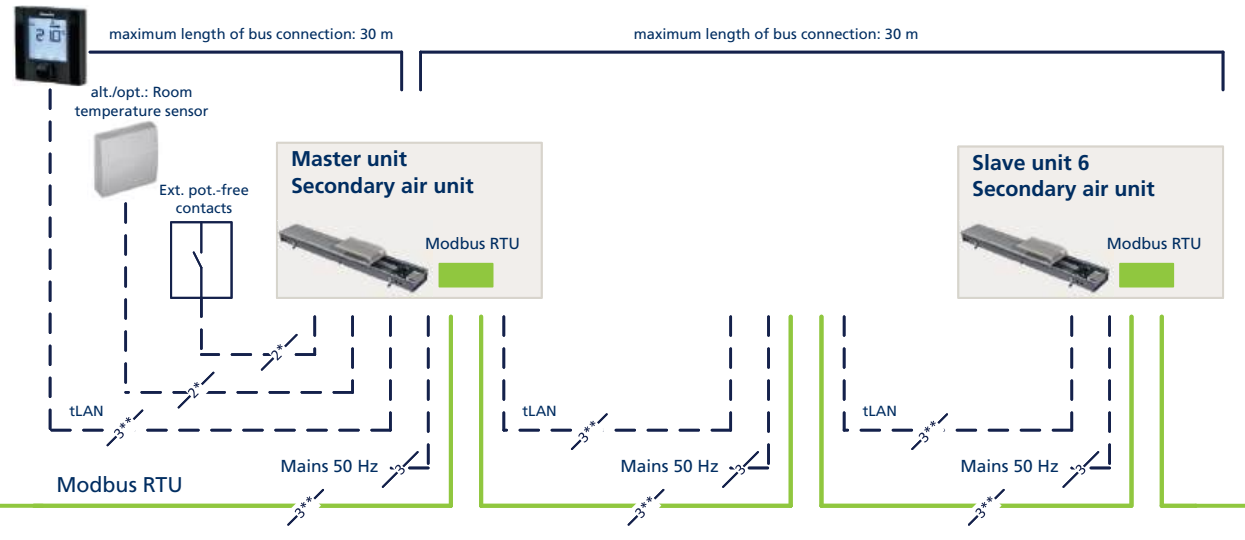 maximum length of bus connection: 30 m
maximum length of bus connection: 30 m
21.0°
alt./opt.: Room
temperature sensor
Ext. pot.-free
contacts
Master unit
Secondary air unit
Modbus RTU
Slave unit 6
Secondary air unit
Modbus RTU
2*
2*
tLAN
3**
tLAN
3**
tLAN
3**
Mains 50 Hz
3
Mains 50 Hz
3
Mains 50 Hz
3
Modbus RTU
3**
3**
3**